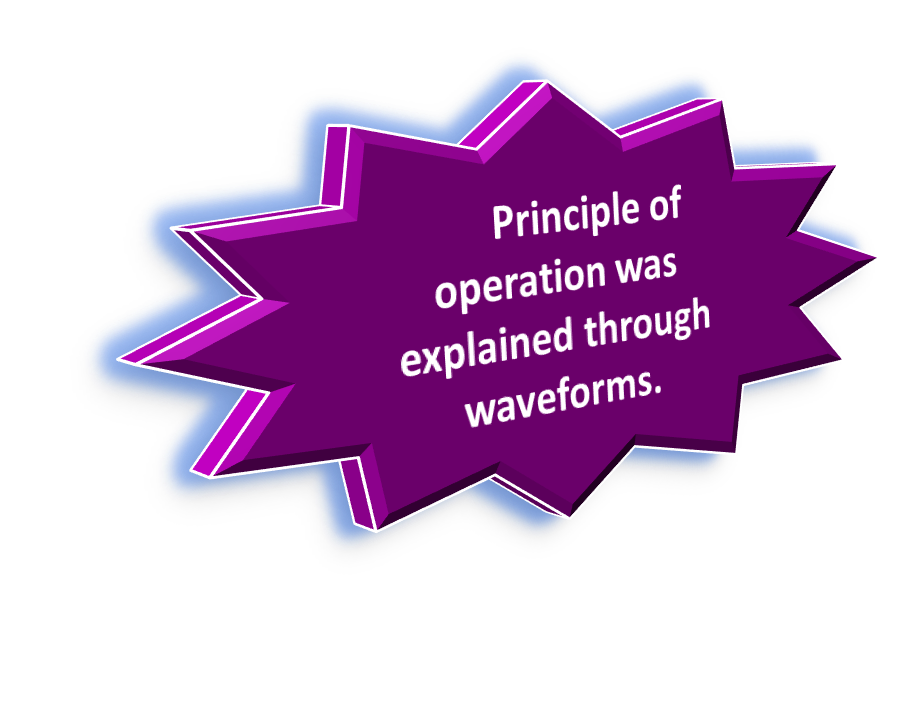 Principle of
operation was
explained through
waveforms.